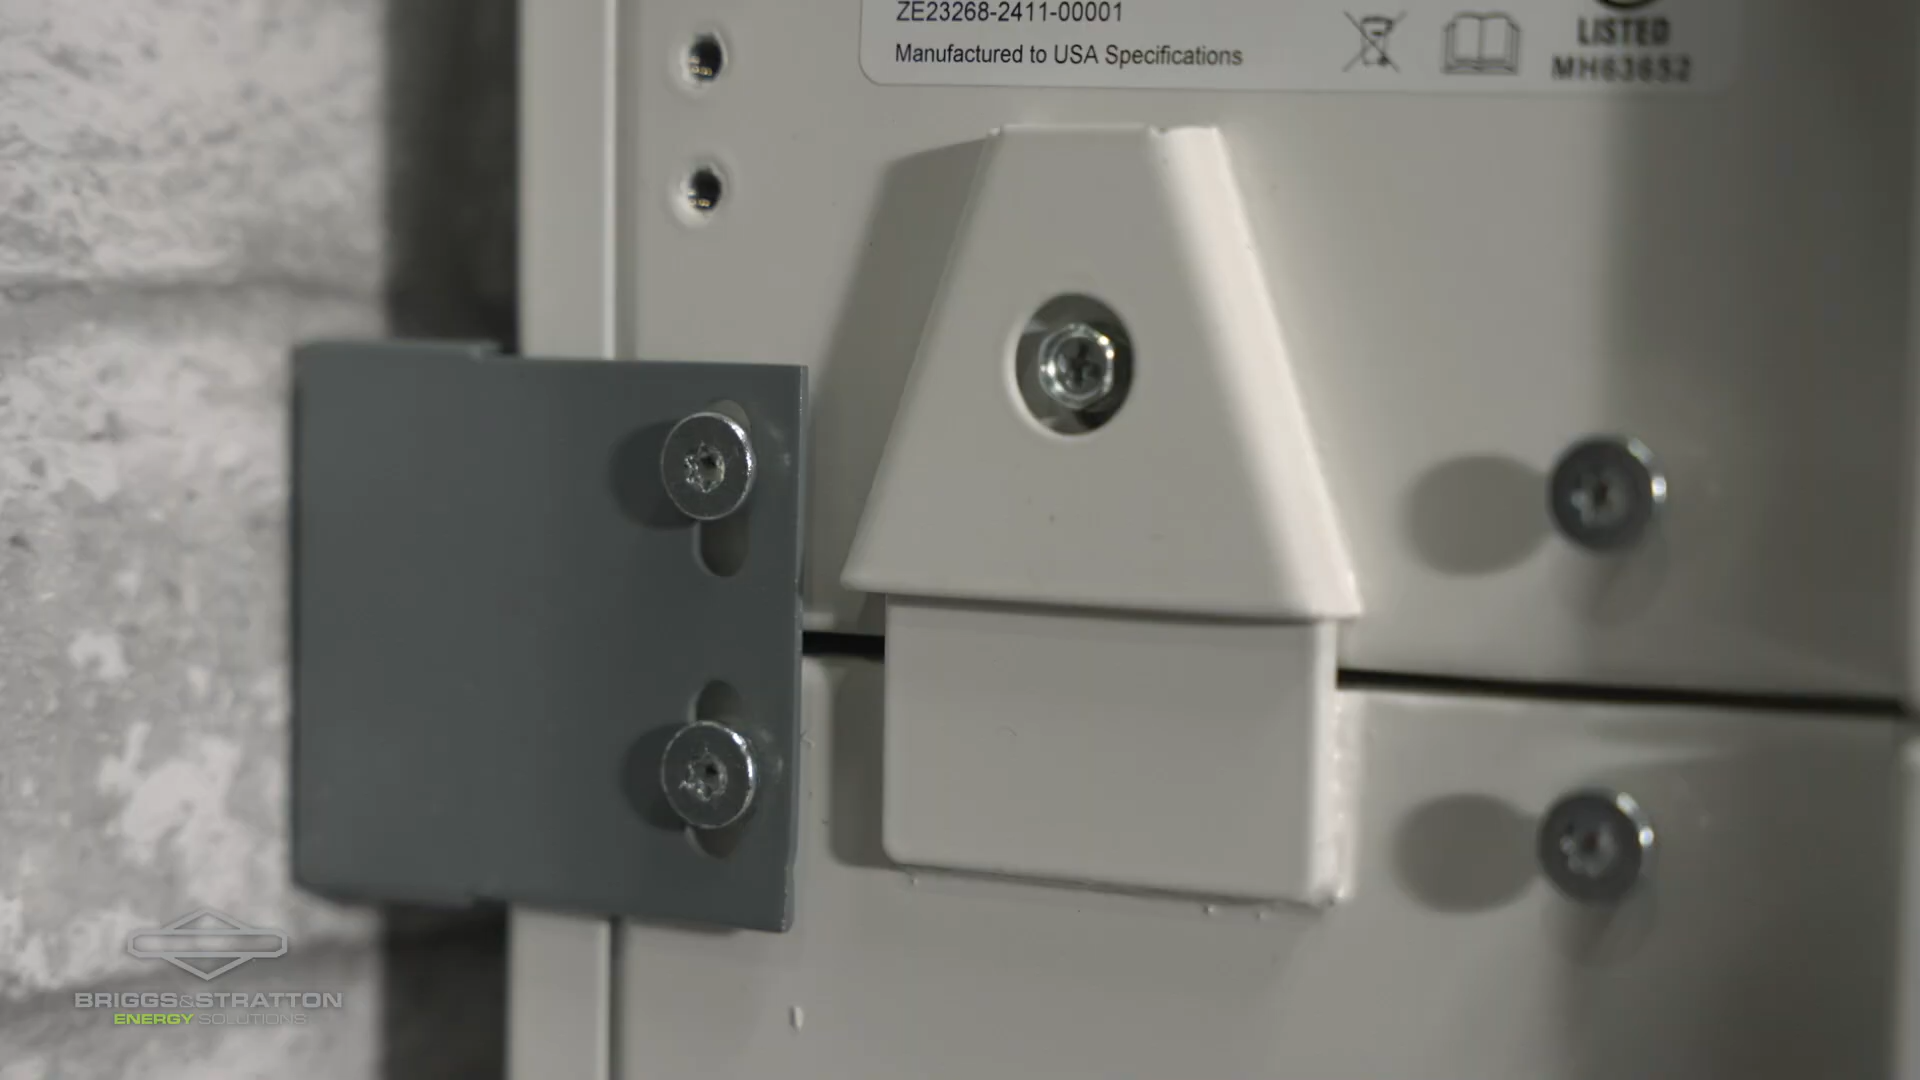 ZE23268-2411-00001
Manufactured to USA Specifications
LISTED
MH63652
BRIGGS&STRATTON
ENERGY SOLUTIONS